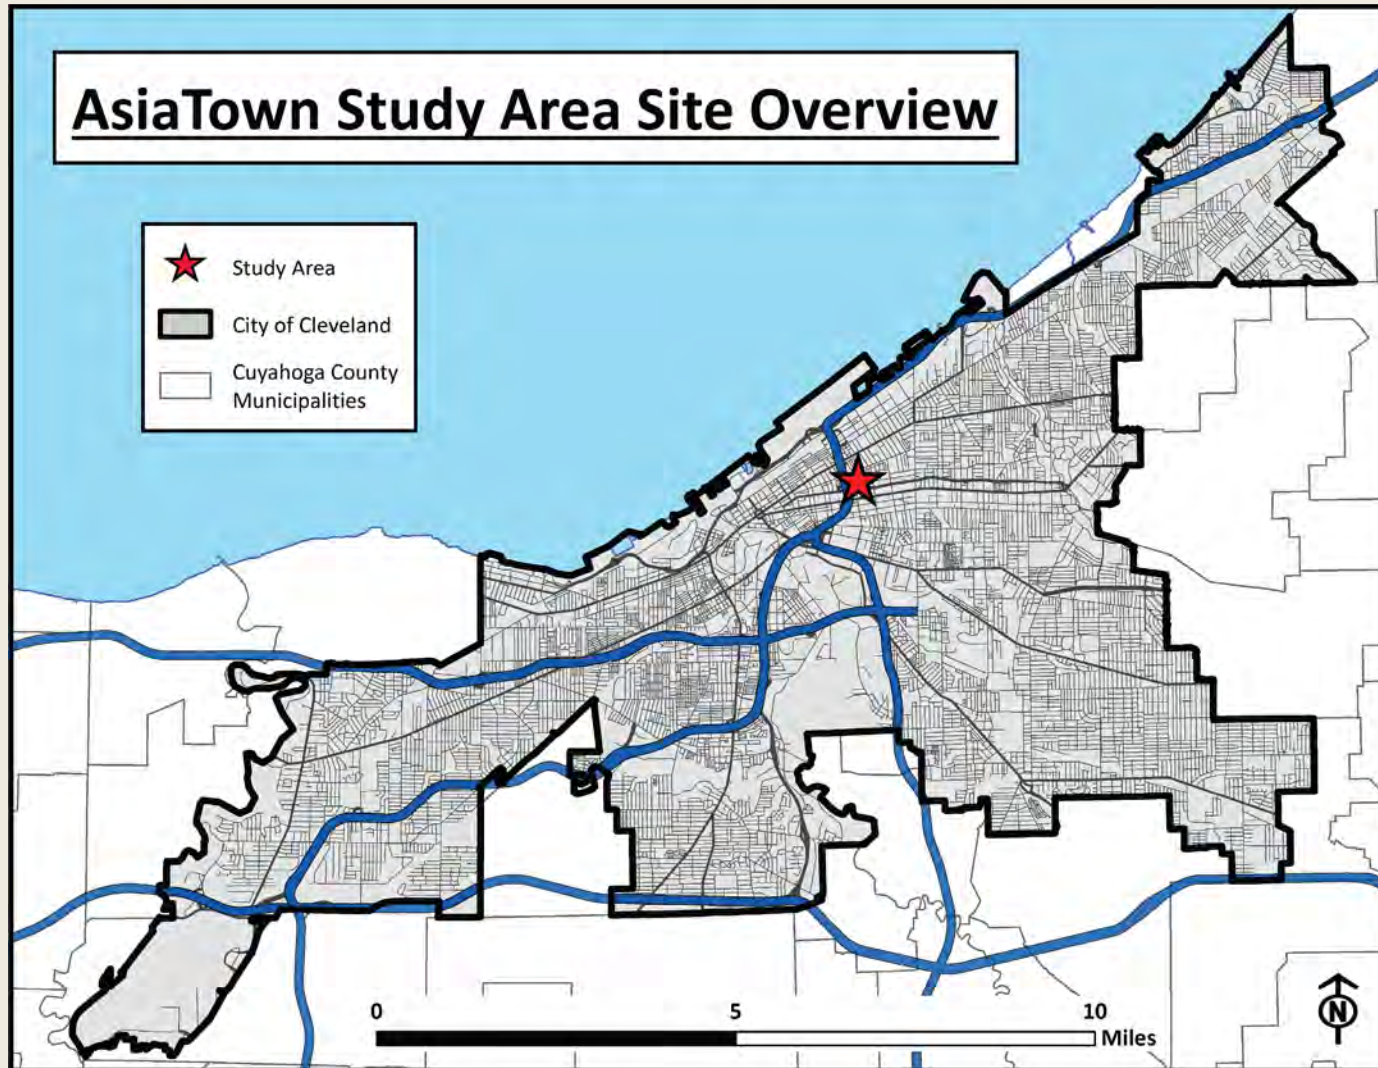 AsiaTown Study Area Site Overview
Study Area
City of Cleveland
Cuyahoga County
Municipalities
0 5 10
Miles
N